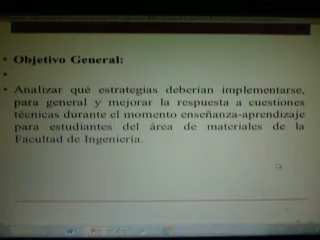 Objetivo General:
Analizar qué estrategias deberían implementarse,
para general y mejorar la respuesta a cuestiones
técnicas durante el momento enseñanza-aprendizaje
para estudiantes del área de materiales de la
Facultad de Ingeniería.